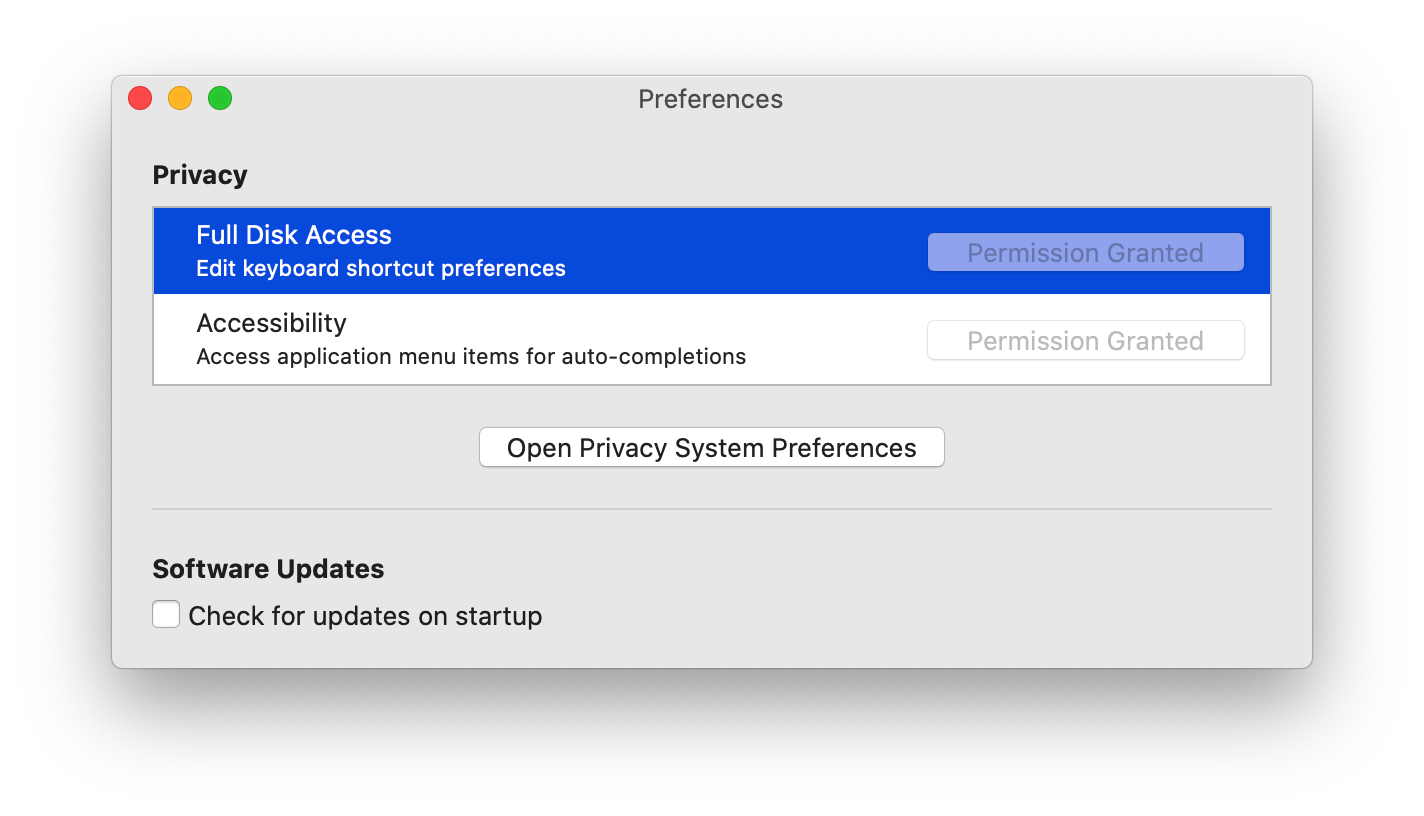 Preferences
Privacy
Full Disk Access
Edit keyboard shortcut preferences
Permission Granted
Accessibility
Access application menu items for auto-completions
Permission Granted
Open Privacy System Preferences
Software Updates
Check for updates on startup